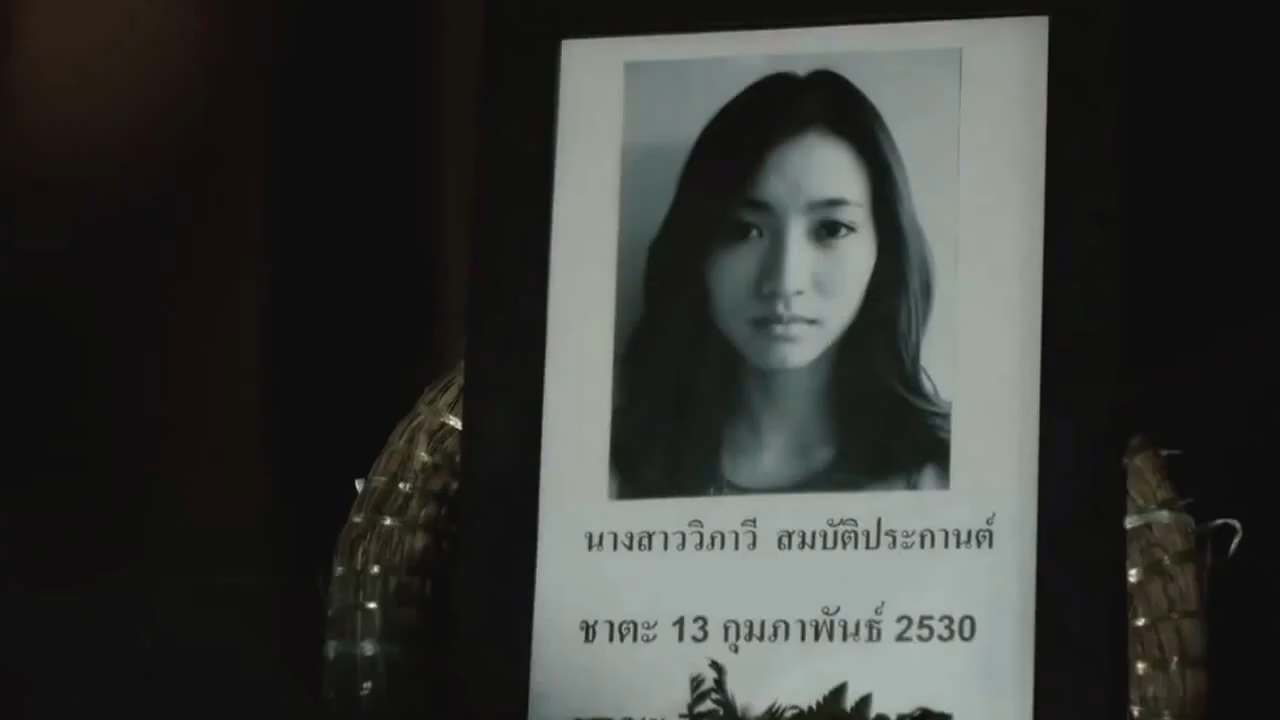 นางสาววิภาวี สมบัติประกานต์
ชาตะ 13 กุมภาพันธ์ 2530